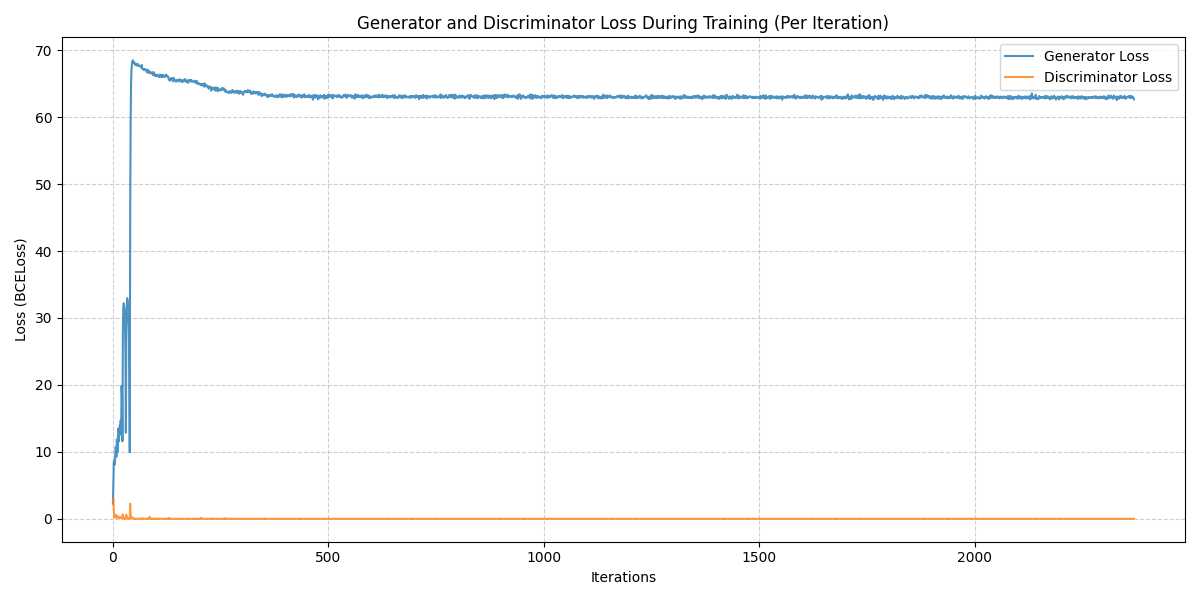 Generator and Discriminator Loss During Training (Per Iteration)
Generator Loss
Discriminator Loss
Loss (BCELoss)
70
60
50
40
30
20
10
0
0
500
1000
1500
2000
Iterations